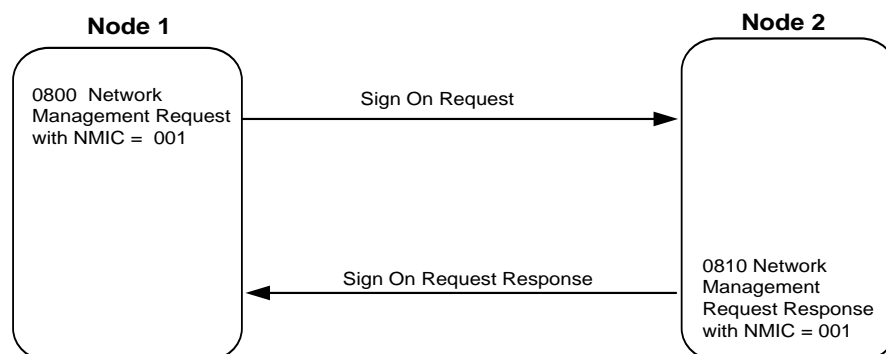 Node 1
Node 2
0800 Network
Management Request
with NMIC = 001
Sign On Request
Sign On Request Response
0810 Network
Management
Request Response
with NMIC = 001